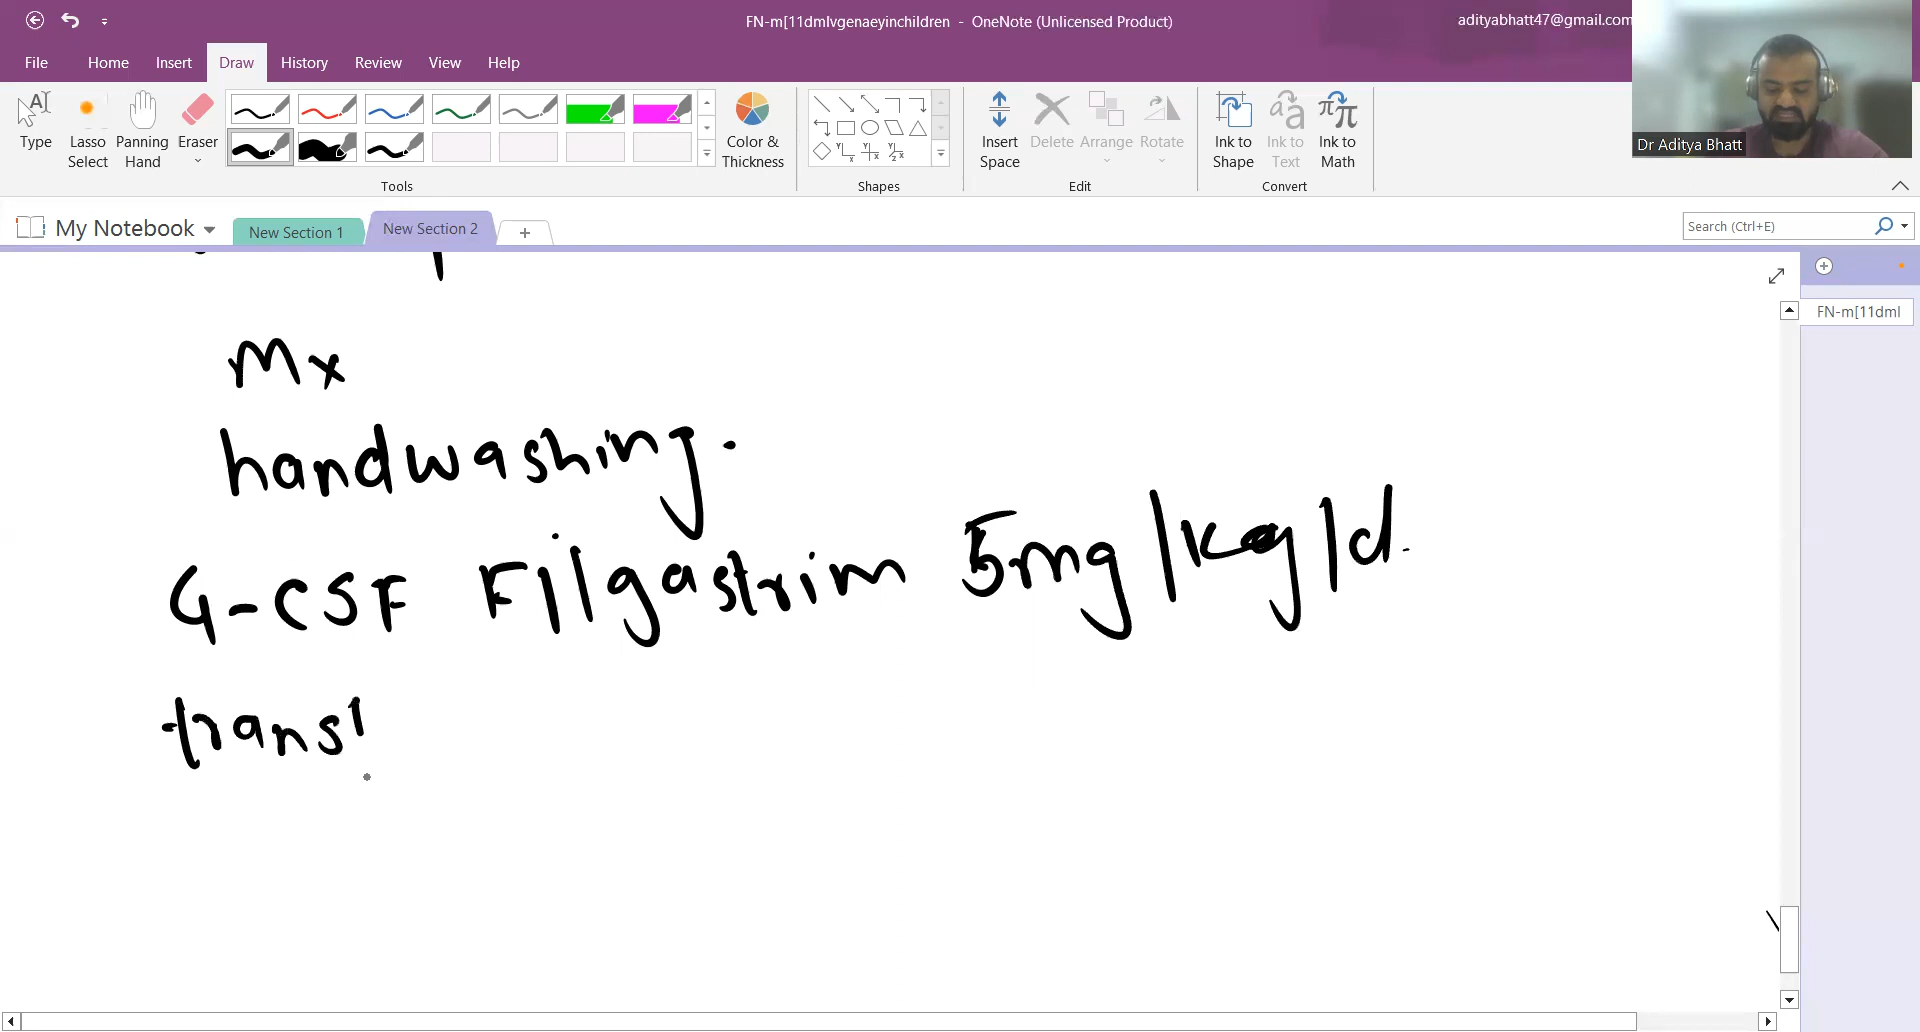 FN-m[11dmlvgenaeyinchildren - OneNote (Unlicensed Product)
adityabhatt47@gmail.com
File Home Insert Draw History Review View Help
Type
Lasso Select
Panning Hand
Eraser
Color & Thickness
Insert Space
Delete
Arrange
Rotate
Ink to Shape
Ink to Text
Ink to Math
Dr Aditya Bhatt
Tools
Shapes
Edit
Convert
My Notebook
New Section 1
New Section 2
Search (Ctrl+E)
FN-m[11dml
Mx
handwashing.
G-CSF Filgastrim 5mg/kg/d.